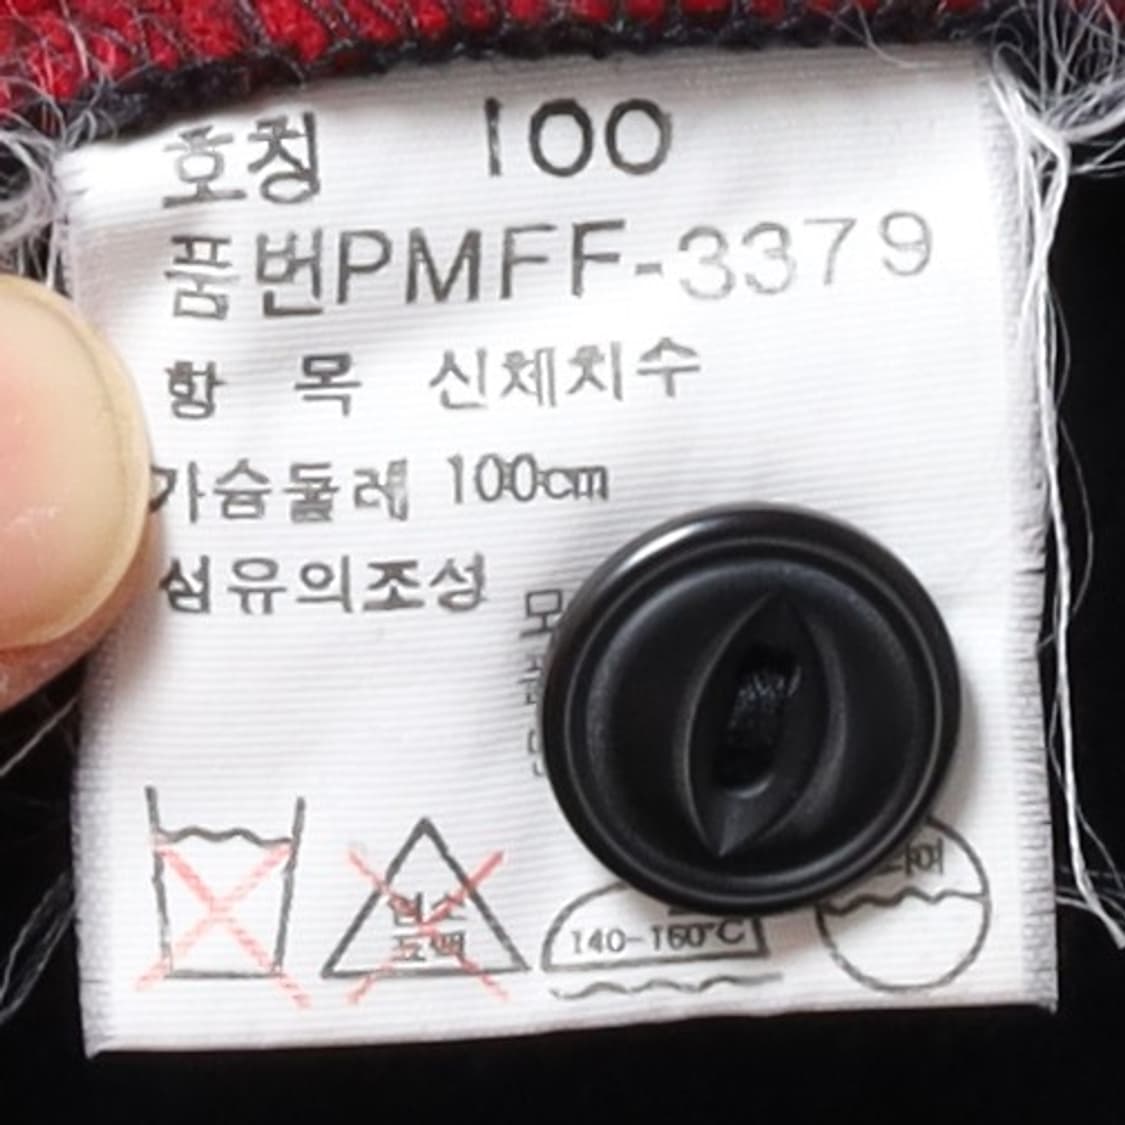 호칭 100
품번PMFF-3379
항 목 신체치수
가슴둘레 100cm
섬유의조성 모
염소
표백
140-160°C